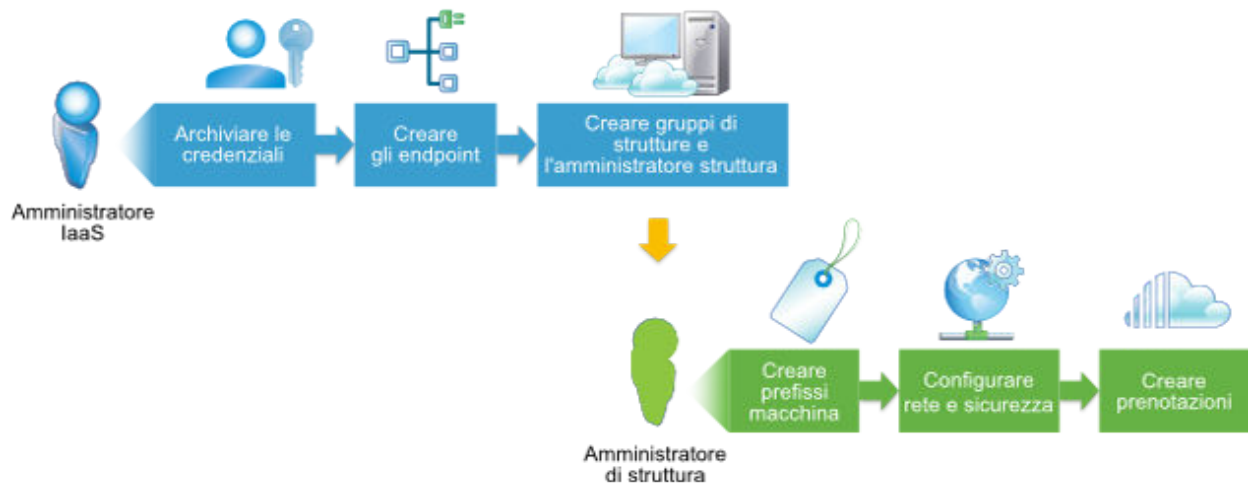 Archiviare le
credenziali
Creare
gli endpoint
Creare gruppi di
strutture e
l'amministratore struttura
Amministratore
IaaS
Creare
prefissi
macchina
Configurare
rete e sicurezza
Creare
prenotazioni
Amministratore
di struttura